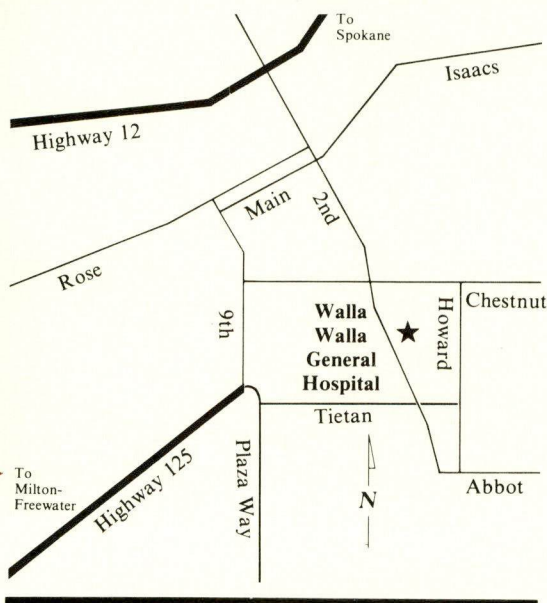 To
Spokane
Isaacs
Highway 12
Main
2nd
Rose
Chestnut
Howard
9th
Walla
Walla
General
Hospital
Tietan
To
Milton-
Freewater
Highway 125
Plaza Way
N
Abbot